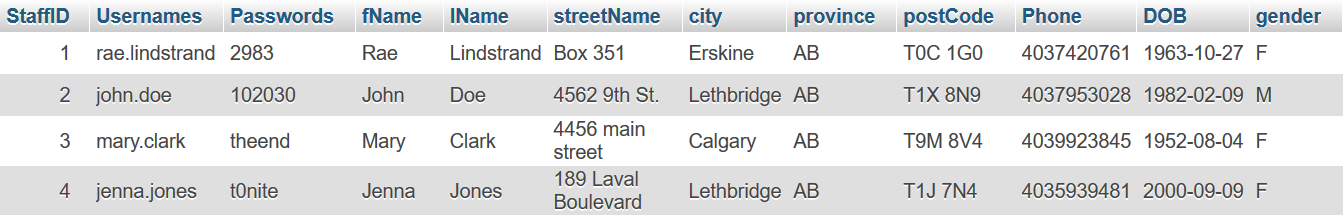 StaffID Usernames Passwords fName lName streetName city province postCode Phone DOB gender
1 rae.lindstrand 2983 Rae Lindstrand Box 351 Erskine AB T0C 1G0 4037420761 1963-10-27 F
2 john.doe 102030 John Doe 4562 9th St. Lethbridge AB T1X 8N9 4037953028 1982-02-09 M
3 mary.clark theend Mary Clark 4456 main street Calgary AB T9M 8V4 4039923845 1952-08-04 F
4 jenna.jones t0nite Jenna Jones 189 Laval Boulevard Lethbridge AB T1J 7N4 4035939481 2000-09-09 F